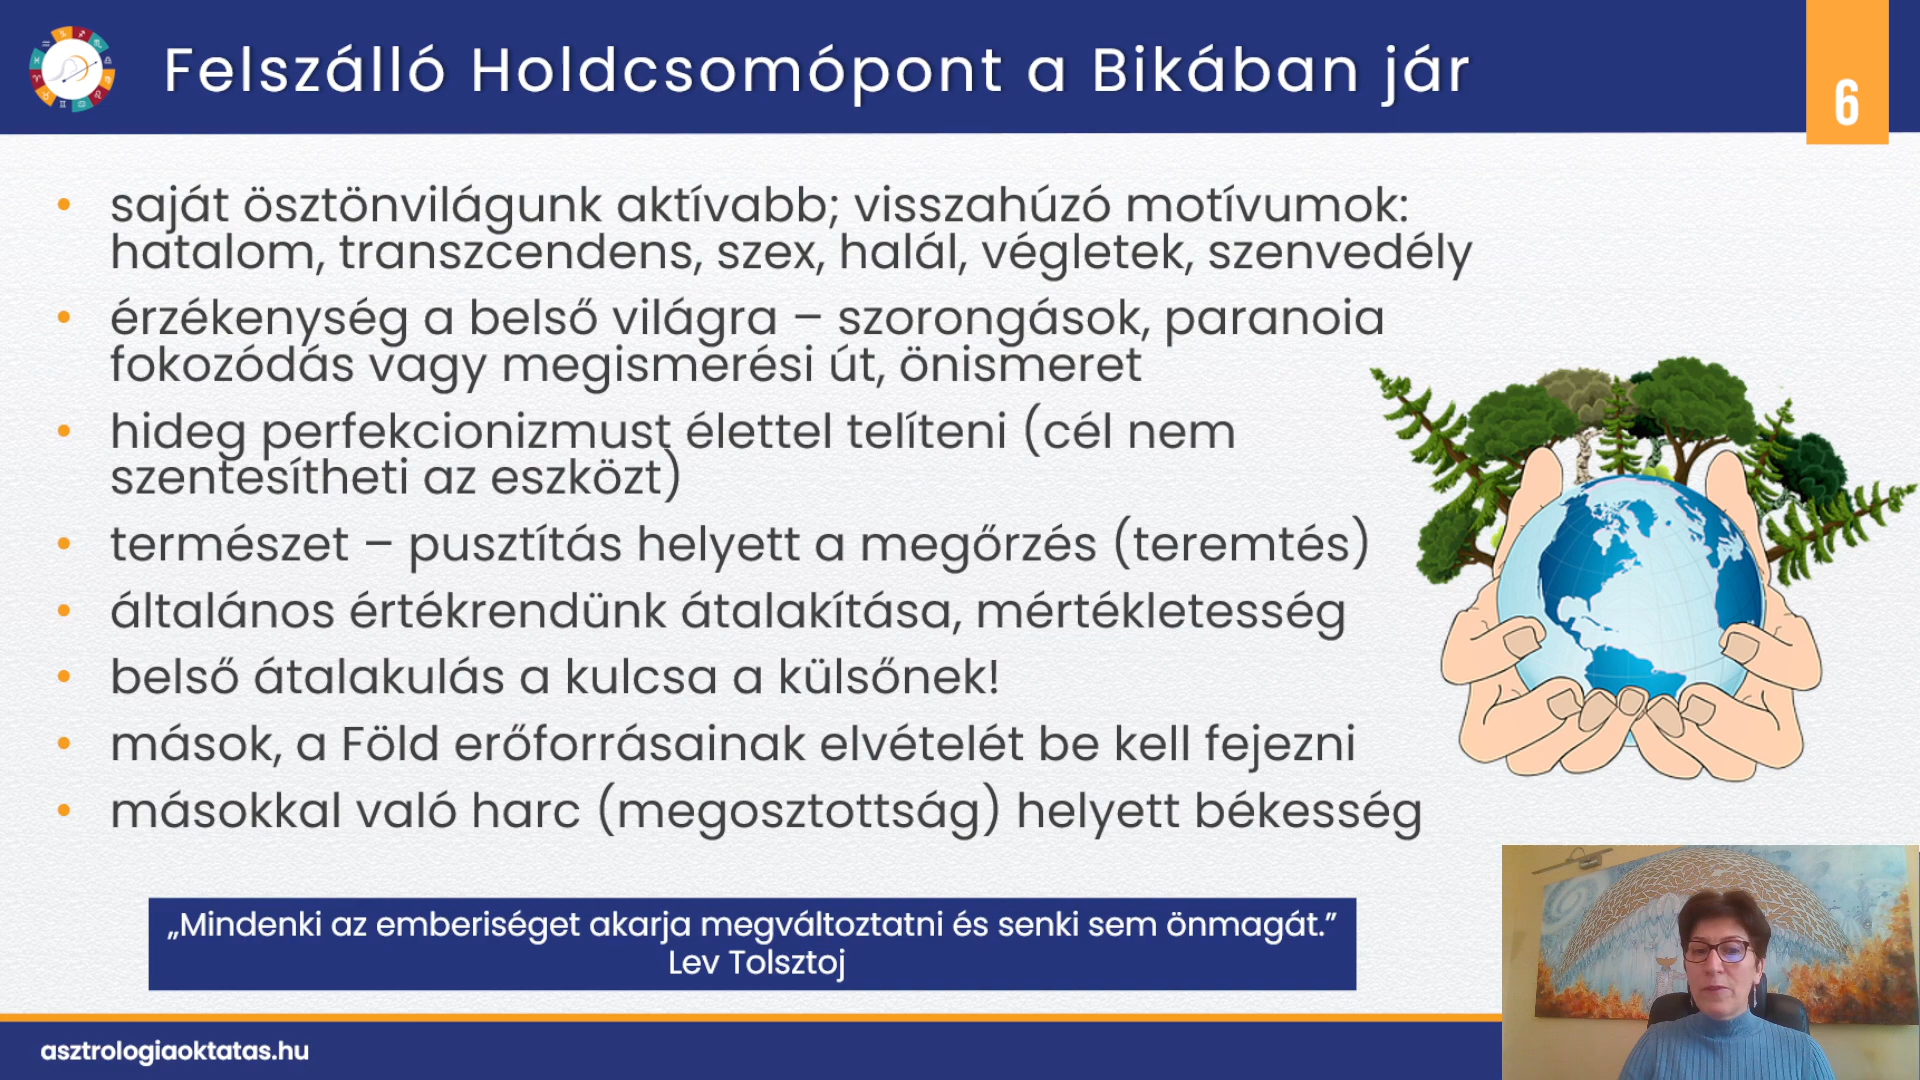 Felszálló Holdcsomópont a Bikában jár
6
• saját ösztönvilágunk aktívabb; visszahúzó motívumok:
hatalom, transzcendens, szex, halál, végletek, szenvedély
• érzékenység a belső világra – szorongások, paranoia
fokozódás vagy megismerési út, önismeret
• hideg perfekcionizmust élettel telíteni (cél nem
szentesítheti az eszközt)
• természet – pusztítás helyett a megőrzés (teremtés)
• általános értékrendünk átalakítása, mértékletesség
• belső átalakulás a kulcsa a külsőnek!
• mások, a Föld erőforrásainak elvételét be kell fejezni
• másokkal való harc (megosztottság) helyett békesség
„Mindenki az emberiséget akarja megváltoztatni és senki sem önmagát.”
Lev Tolsztoj
asztrologiaoktatas.hu